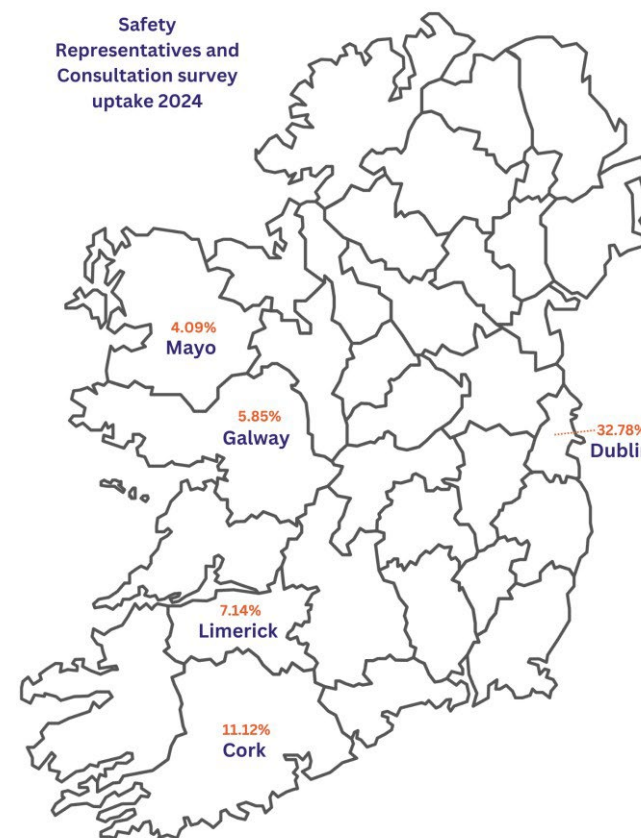 Safety
Representatives and
Consultation survey
uptake 2024
4.09%
Mayo
5.85%
Galway
32.78%
Dublin
7.14%
Limerick
11.12%
Cork